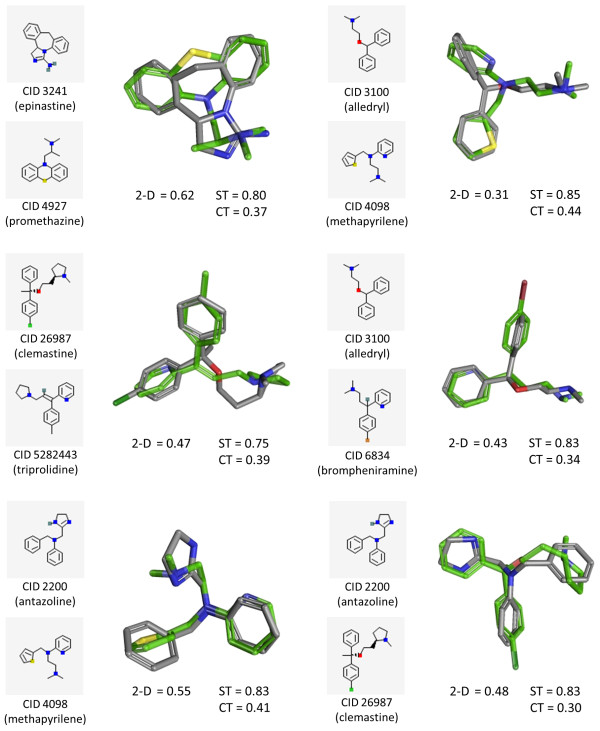 CID 3241
(epinastine)
CID 4927
(promethazine)
2-D = 0.62 ST = 0.80
CT = 0.37
CID 3100
(alledryl)
CID 4098
(methapyrilene)
2-D = 0.31 ST = 0.85
CT = 0.44
CID 26987
(clemastine)
CID 5282443
(triprolidine)
2-D = 0.47 ST = 0.75
CT = 0.39
CID 3100
(alledryl)
CID 6834
(brompheniramine)
2-D = 0.43 ST = 0.83
CT = 0.34
CID 2200
(antazoline)
CID 4098
(methapyrilene)
2-D = 0.55 ST = 0.83
CT = 0.41
CID 2200
(antazoline)
CID 26987
(clemastine)
2-D = 0.48 ST = 0.83
CT = 0.30